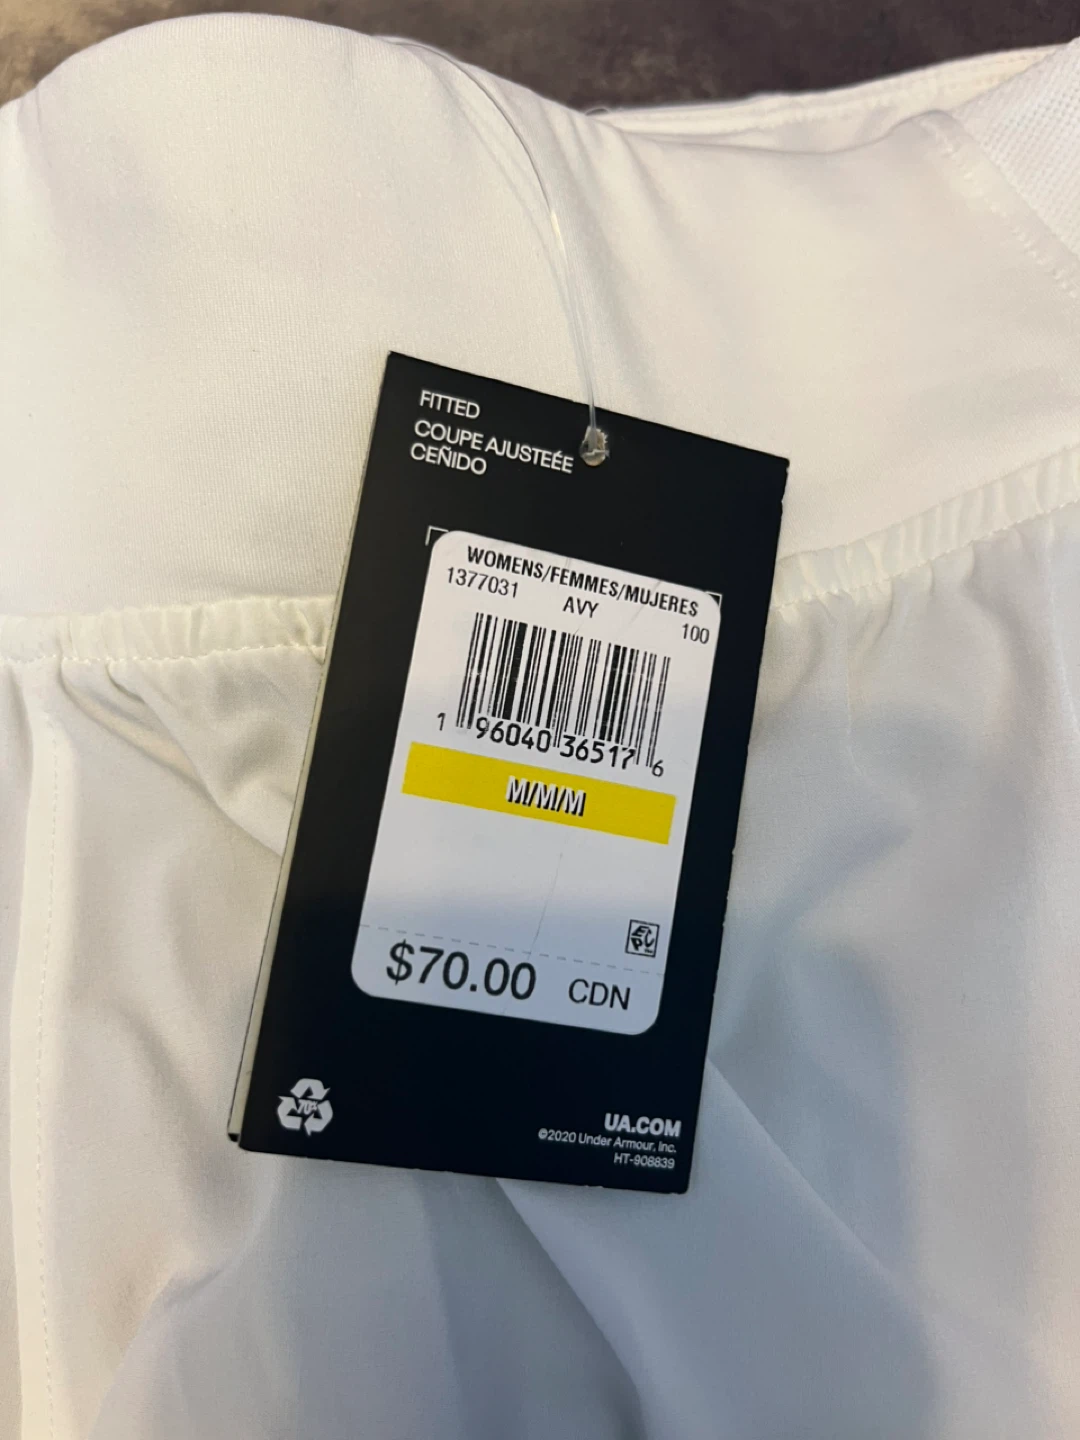 FITTED
COUPE AJUSTEÉE
CEÑIDO
WOMENS/FEMMES/MUJERES
1377031 AVY 100
1 96040 36517 6
M/M/M
$70.00 CDN
UA.COM
©2020 Under Armour, Inc.
HT-908839